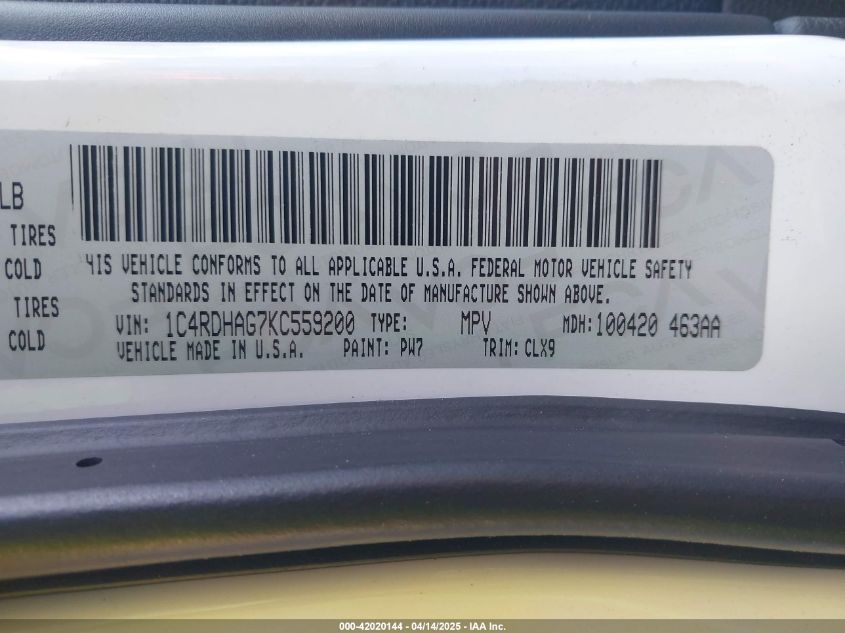 LB
TIRES
COLD
TIRES
COLD
HIS VEHICLE CONFORMS TO ALL APPLICABLE U.S.A. FEDERAL MOTOR VEHICLE SAFETY
STANDARDS IN EFFECT ON THE DATE OF MANUFACTURE SHOWN ABOVE.
VIN: 1C4RDHAG7KC559200 TYPE: MPV MDH:100420 463AA
VEHICLE MADE IN U.S.A. PAINT: PW7 TRIM: CLX9
000-42020144 - 04/14/2025 - IAA Inc.